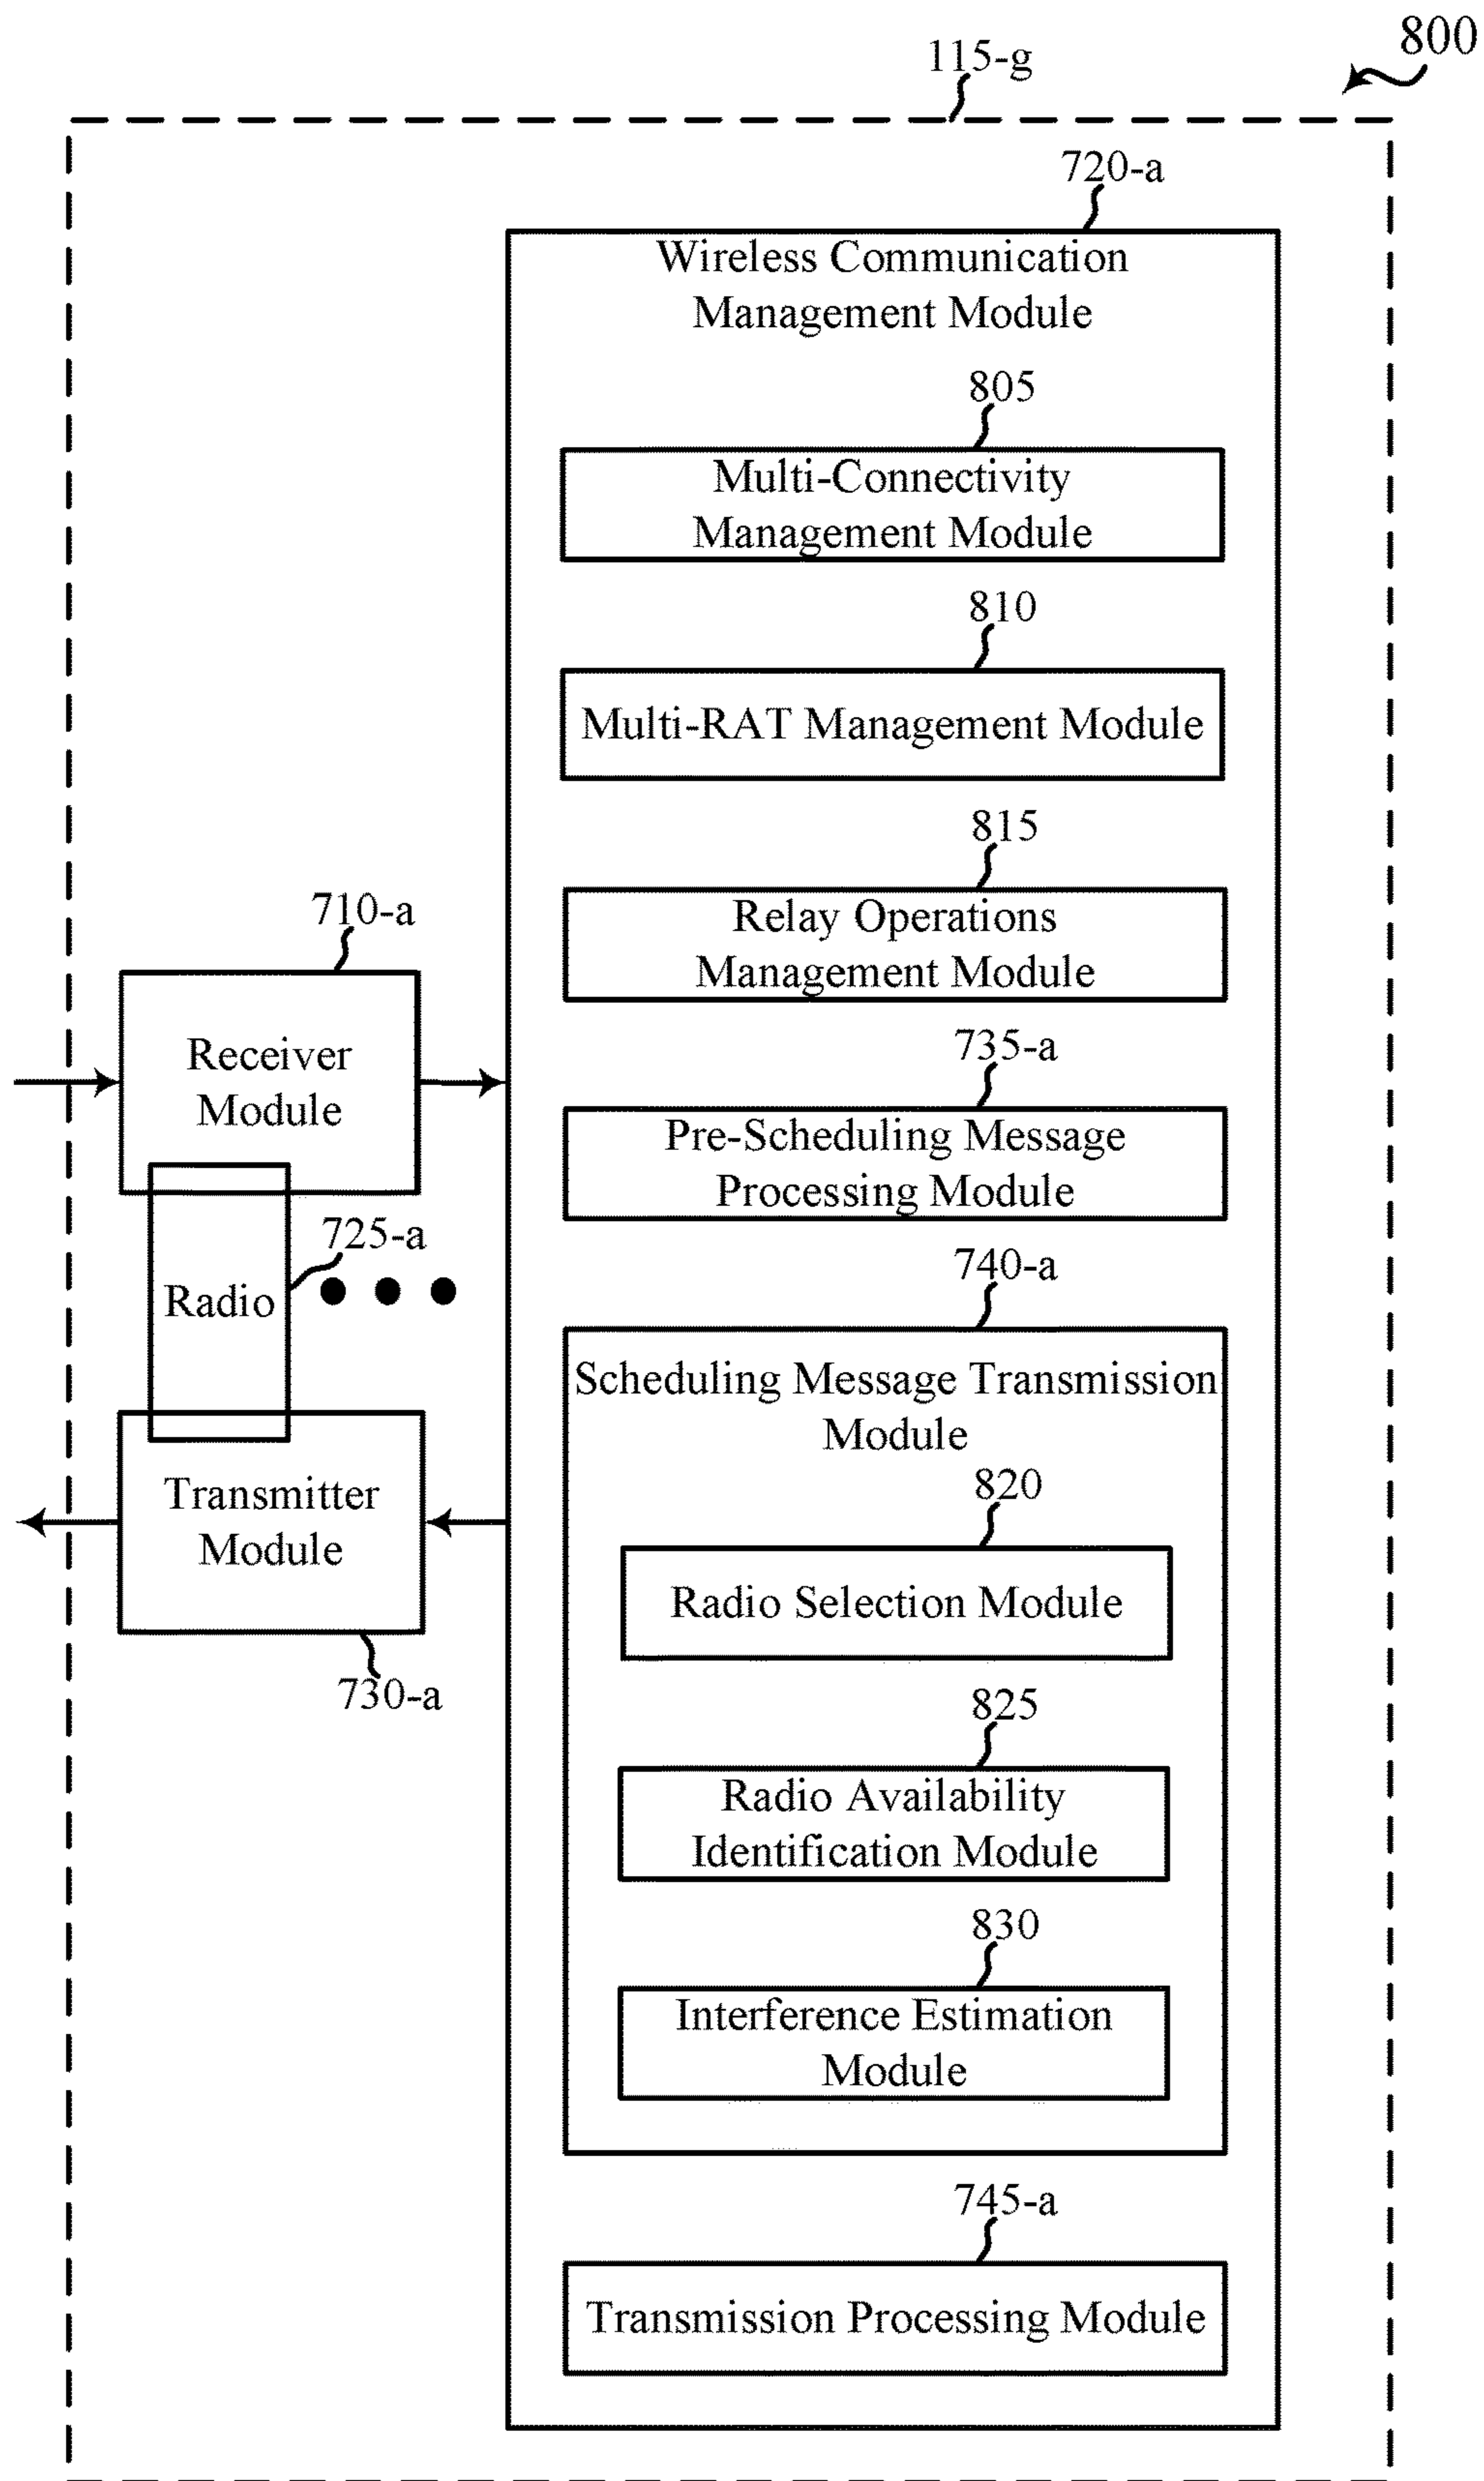 800
115-g
720-a
Wireless Communication
Management Module
805
Multi-Connectivity
Management Module
810
Multi-RAT Management Module
815
Relay Operations
Management Module
710-a
Receiver
Module
735-a
Pre-Scheduling Message
Processing Module
725-a
Radio
740-a
Scheduling Message Transmission
Module
Transmitter
Module
730-a
820
Radio Selection Module
825
Radio Availability
Identification Module
830
Interference Estimation
Module
745-a
Transmission Processing Module